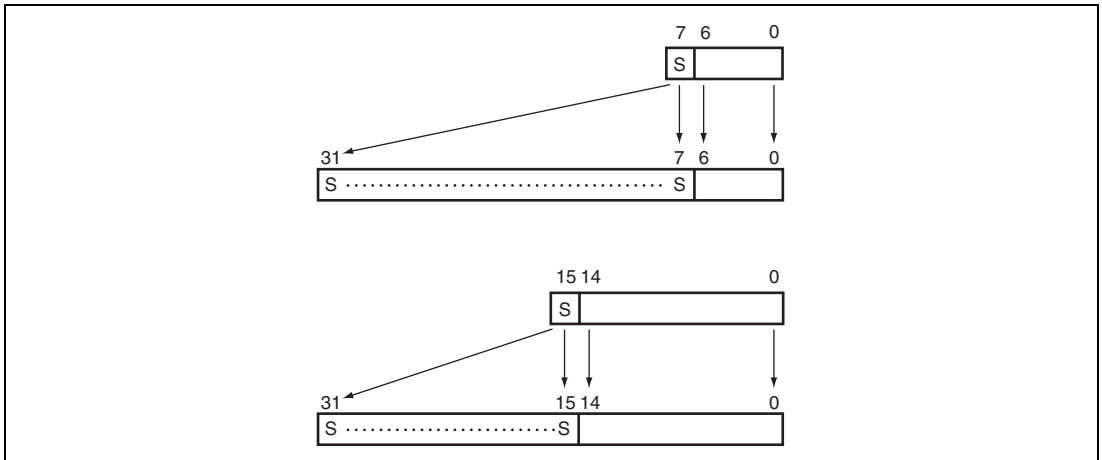 7 6 0
S
31 7 6 0
S ........................................ S
15 14 0
S
31 15 14 0
S ..........................S